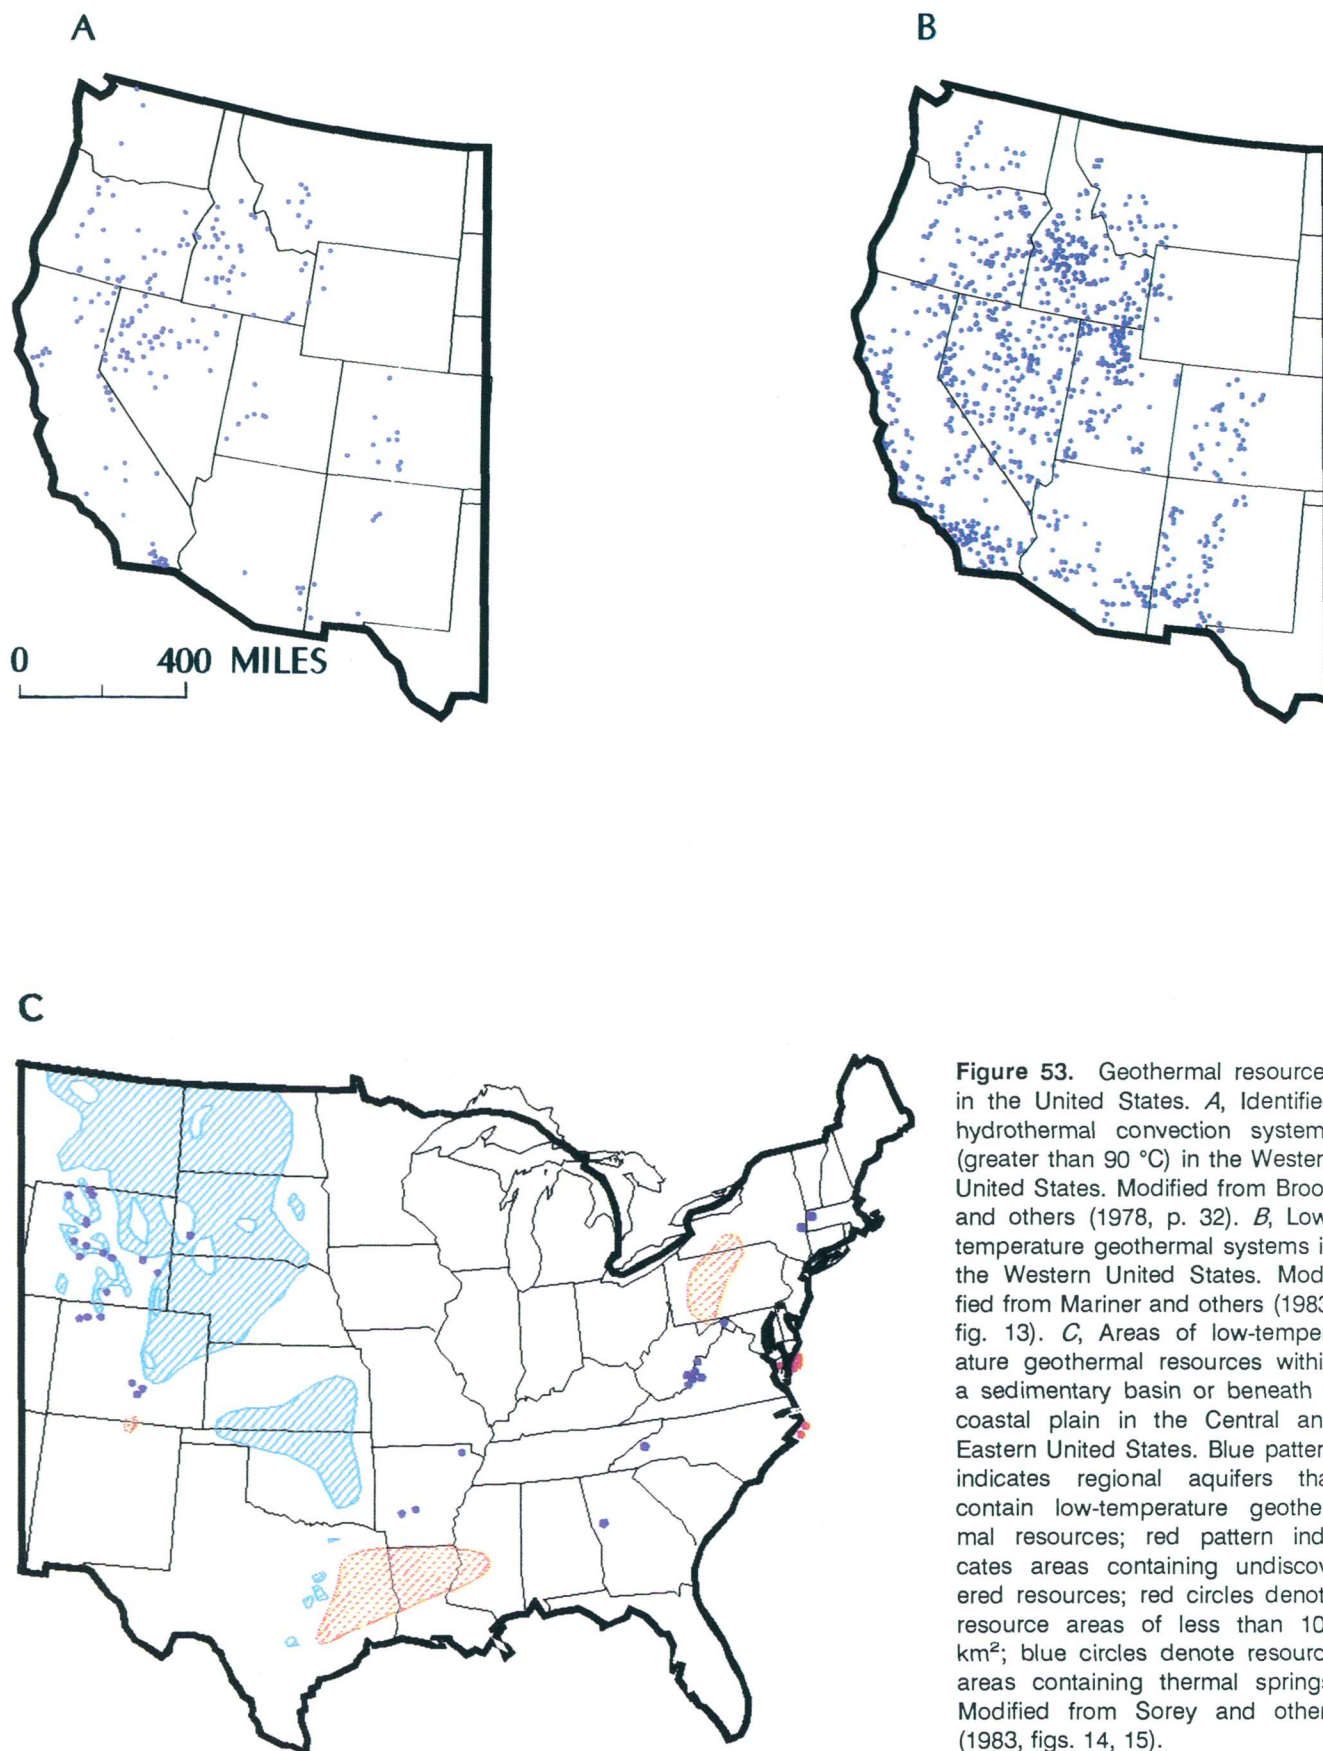 A
B
0 400 MILES
C
Figure 53. Geothermal resource
in the United States. A, Identifie
hydrothermal convection system
(greater than 90 °C) in the Wester
United States. Modified from Broo
and others (1978, p. 32). B, Low
temperature geothermal systems i
the Western United States. Mod
fied from Mariner and others (1983
fig. 13). C, Areas of low-temper
ature geothermal resources withi
a sedimentary basin or beneath
coastal plain in the Central an
Eastern United States. Blue patter
indicates regional aquifers tha
contain low-temperature geother
mal resources; red pattern ind
cates areas containing undiscov
ered resources; red circles denot
resource areas of less than 10
km²; blue circles denote resourc
areas containing thermal spring
Modified from Sorey and other
(1983, figs. 14, 15).